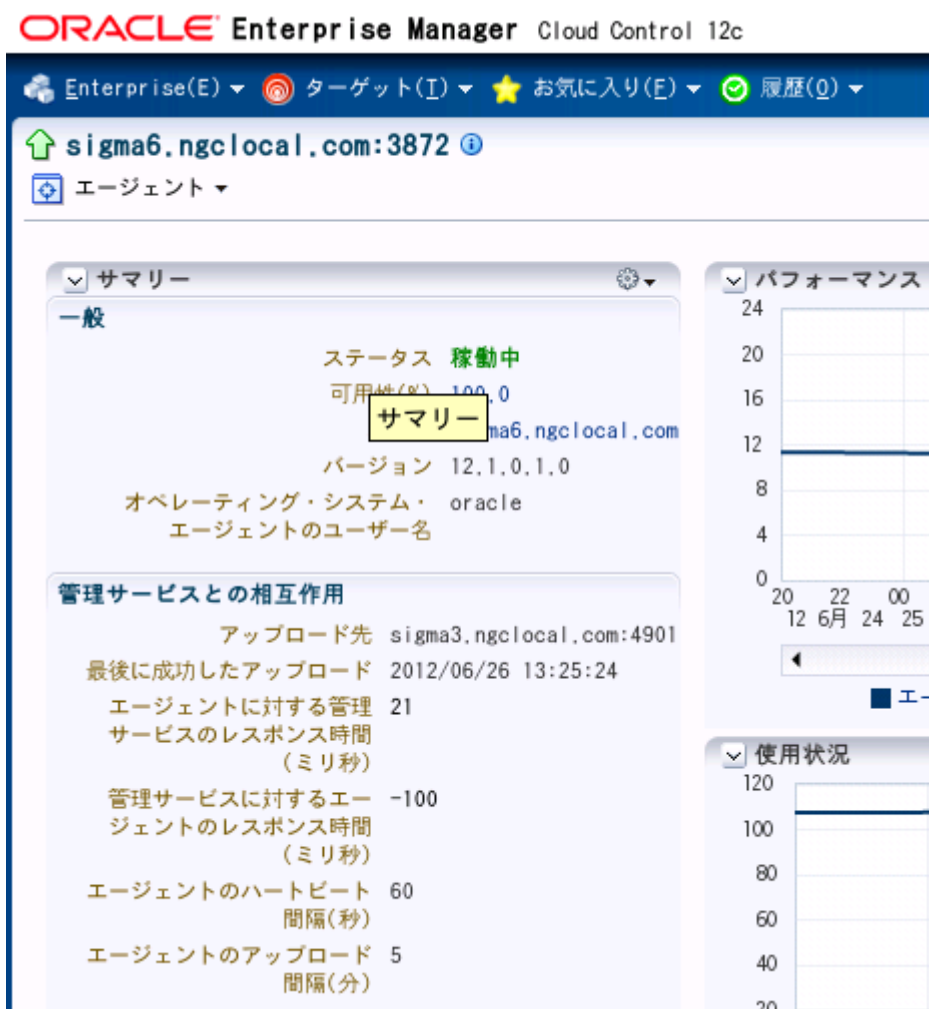 ORACLE Enterprise Manager Cloud Control 12c
Enterprise(E) ターゲット(T) お気に入り(F) 履歴(O)
sigma6.ngclocal.com:3872
エージェント
サマリー
一般
ステータス 稼働中
可用性(%) 100.0
サマリー
ma6.ngclocal.com
バージョン 12.1.0.1.0
オペレーティング・システム・ oracle
エージェントのユーザー名
管理サービスとの相互作用
アップロード先 sigma3.ngclocal.com:4901
最後に成功したアップロード 2012/06/26 13:25:24
エージェントに対する管理 21
サービスのレスポンス時間
(ミリ秒)
管理サービスに対するエー -100
ジェントのレスポンス時間
(ミリ秒)
エージェントのハートビート 60
間隔(秒)
エージェントのアップロード 5
間隔(分)
パフォーマンス
24
20
16
12
8
4
0
20 22 00
12 6月 24 25
エー
使用状況
120
100
80
60
40
20